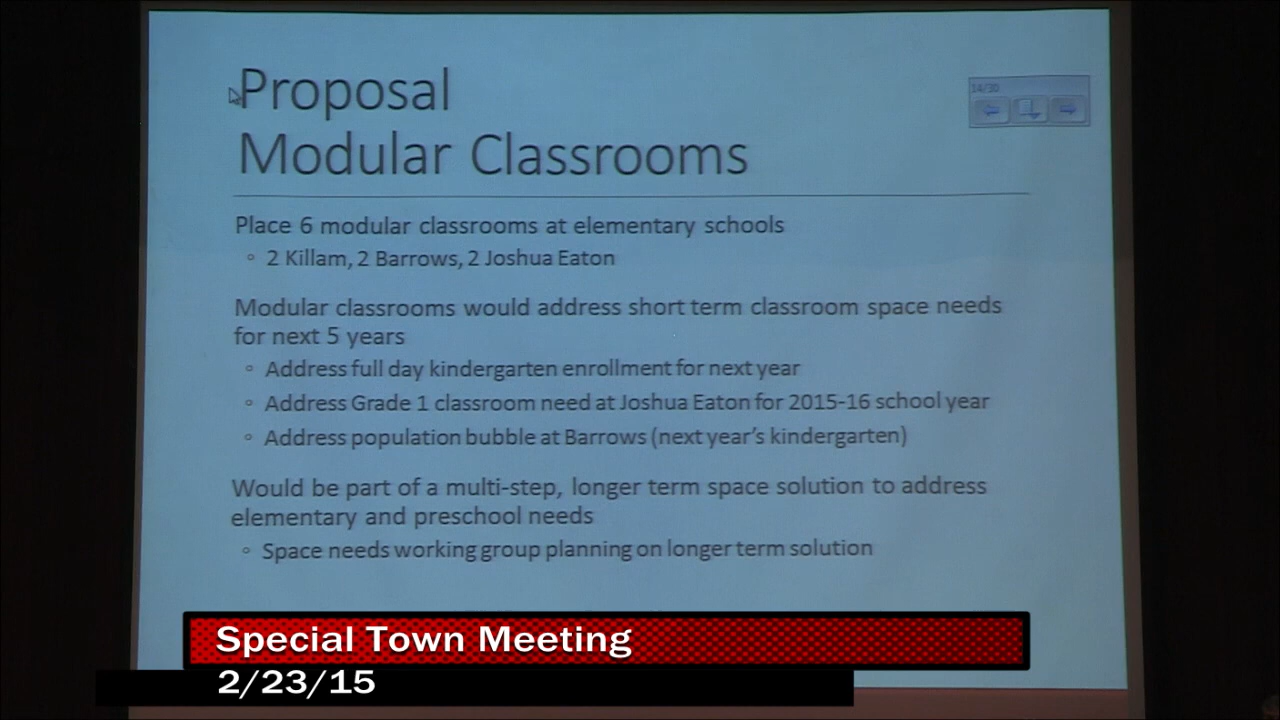 Proposal
Modular Classrooms
14/30
Place 6 modular classrooms at elementary schools
◦ 2 Killam, 2 Barrows, 2 Joshua Eaton
Modular classrooms would address short term classroom space needs
for next 5 years
◦ Address full day kindergarten enrollment for next year
◦ Address Grade 1 classroom need at Joshua Eaton for 2015-16 school year
◦ Address population bubble at Barrows (next year's kindergarten)
Would be part of a multi-step, longer term space solution to address
elementary and preschool needs
◦ Space needs working group planning on longer term solution
Special Town Meeting
2/23/15